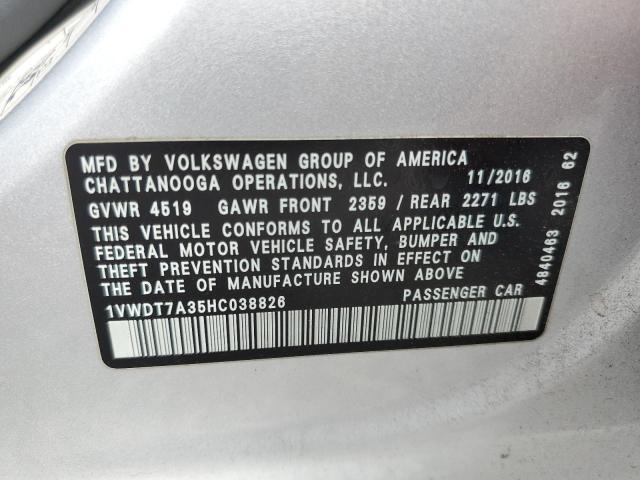 MFD BY VOLKSWAGEN GROUP OF AMERICA
CHATTANOOGA OPERATIONS, LLC. 11/2016
GVWR 4519 GAWR FRONT 2359 / REAR 2271 LBS
THIS VEHICLE CONFORMS TO ALL APPLICABLE U.S.
FEDERAL MOTOR VEHICLE SAFETY, BUMPER AND
THEFT PREVENTION STANDARDS IN EFFECT ON
THE DATE OF MANUFACTURE SHOWN ABOVE
1VWDT7A35HC038826 PASSENGER CAR
4840463 2016 62